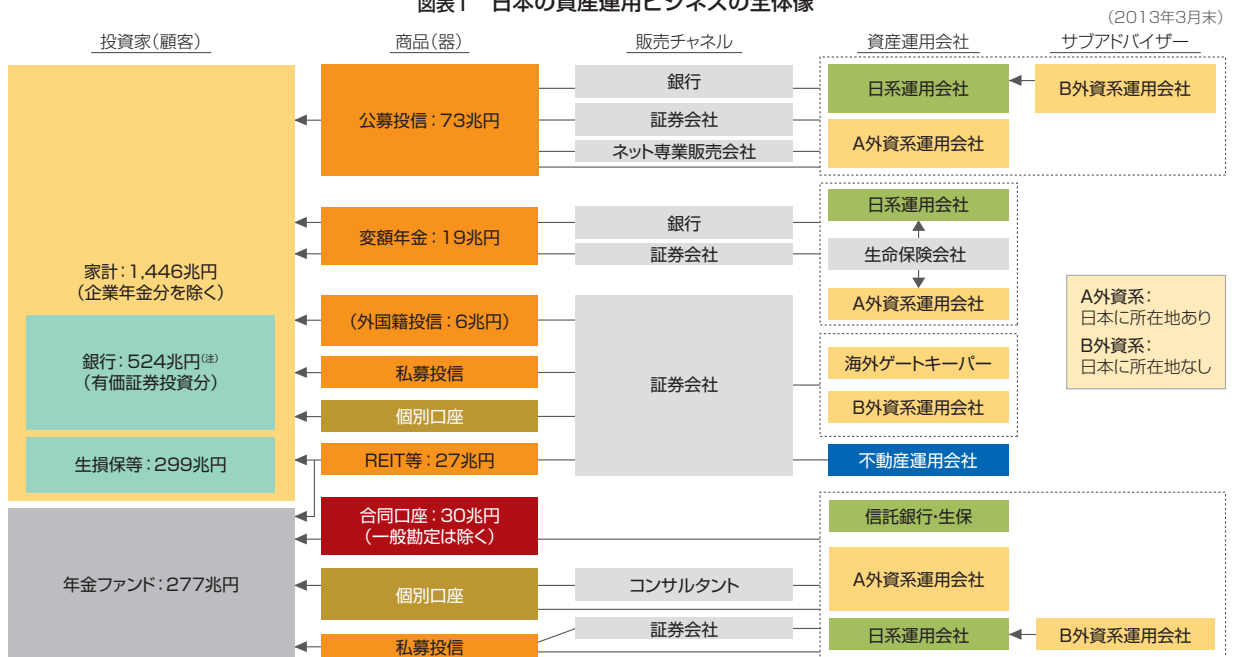 図表1 日本の資産運用ビジネスの全体像
(2013年3月末)
投資家(顧客)
商品(器)
販売チャネル
資産運用会社
サブアドバイザー
家計:1,446兆円
(企業年金分を除く)
銀行:524兆円(注)
(有価証券投資分)
生損保等:299兆円
年金ファンド:277兆円
公募投信:73兆円
変額年金:19兆円
(外国籍投信:6兆円)
私募投信
個別口座
REIT等:27兆円
合同口座:30兆円
(一般勘定は除く)
個別口座
私募投信
銀行
証券会社
ネット専業販売会社
銀行
証券会社
証券会社
コンサルタント
証券会社
日系運用会社
A外資系運用会社
日系運用会社
生命保険会社
A外資系運用会社
海外ゲートキーパー
B外資系運用会社
不動産運用会社
信託銀行・生保
A外資系運用会社
日系運用会社
B外資系運用会社
A外資系:
日本に所在地あり
B外資系:
日本に所在地なし
B外資系運用会社